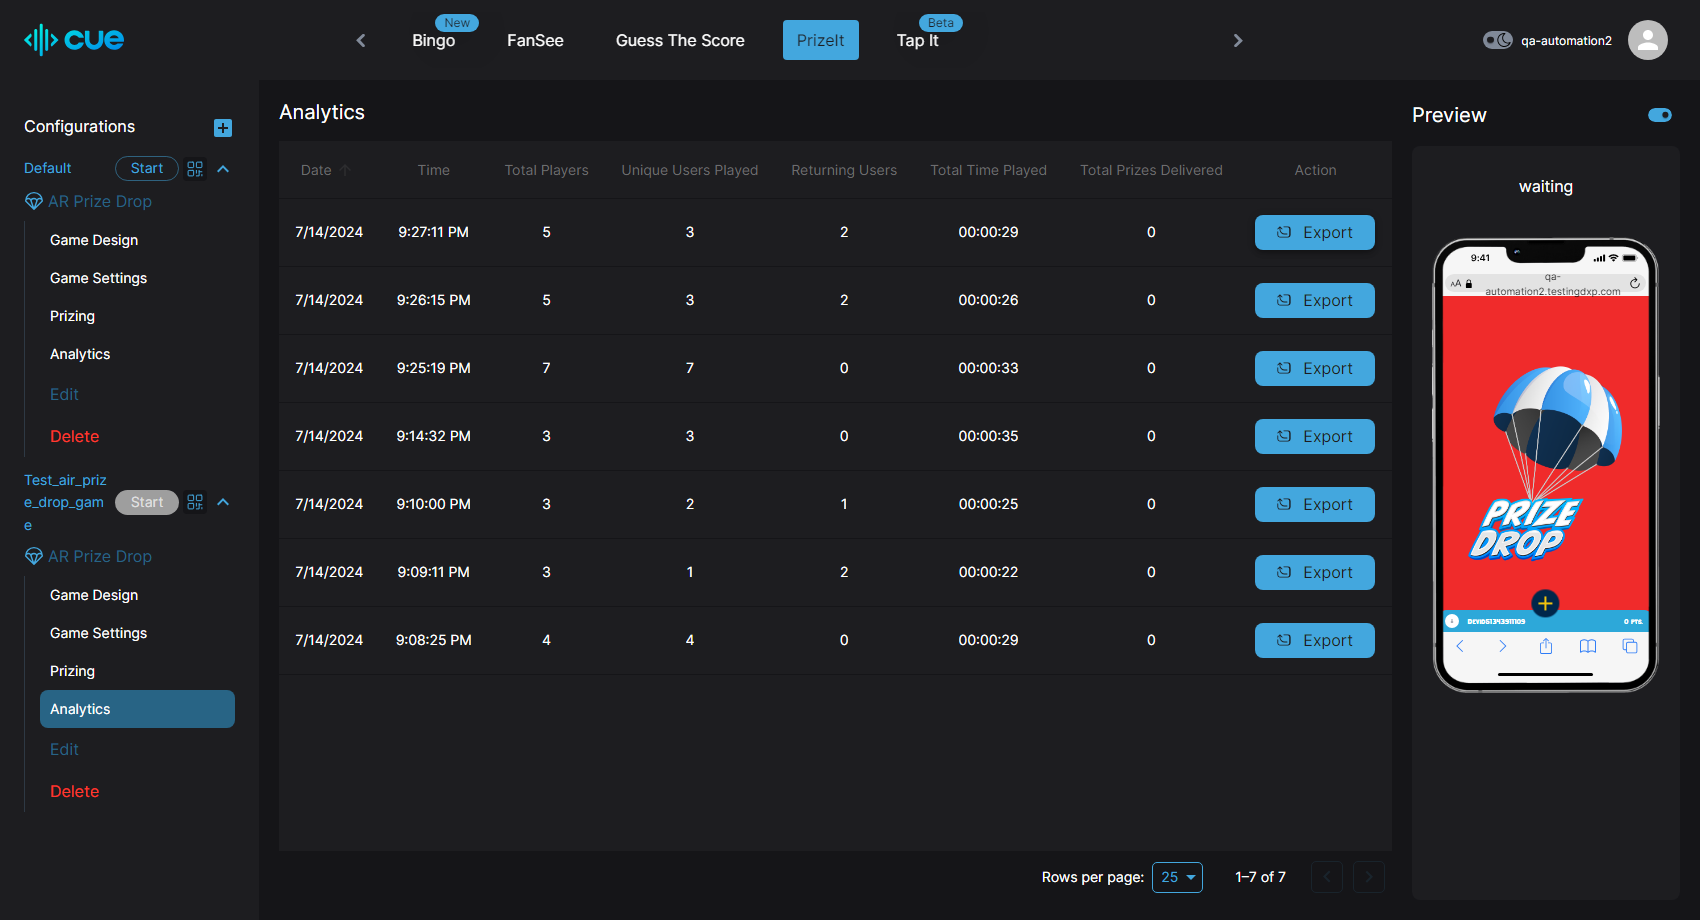 cue
New
Bingo
FanSee
Guess The Score
PrizeIt
Beta
Tap It
qa-automation2
Configurations
Default
Start
AR Prize Drop
Game Design
Game Settings
Prizing
Analytics
Edit
Delete
Test_air_priz
e_drop_gam
e
Start
AR Prize Drop
Game Design
Game Settings
Prizing
Analytics
Edit
Delete
Analytics
Date Time Total Players Unique Users Played Returning Users Total Time Played Total Prizes Delivered Action
7/14/2024 9:27:11 PM 5 3 2 00:00:29 0 Export
7/14/2024 9:26:15 PM 5 3 2 00:00:26 0 Export
7/14/2024 9:25:19 PM 7 7 0 00:00:33 0 Export
7/14/2024 9:14:32 PM 3 3 0 00:00:35 0 Export
7/14/2024 9:10:00 PM 3 2 1 00:00:25 0 Export
7/14/2024 9:09:11 PM 3 1 2 00:00:22 0 Export
7/14/2024 9:08:25 PM 4 4 0 00:00:29 0 Export
Rows per page: 25 1–7 of 7
Preview
waiting
9:41
AA
qa-
automation2.testingdxp.com
PRIZE
DROP
0 PTS.